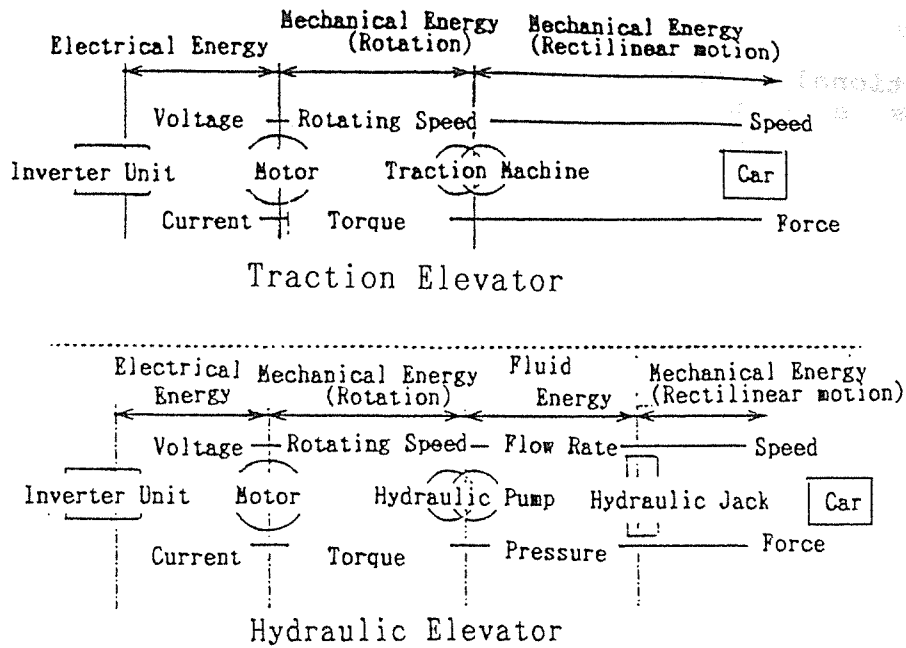 Electrical Energy
Mechanical Energy
(Rotation)
Mechanical Energy
(Rectilinear motion)
Voltage
Rotating Speed
Speed
Inverter Unit
Motor
Traction Machine
Car
Current
Torque
Force
Traction Elevator
Electrical
Energy
Mechanical Energy
(Rotation)
Fluid
Energy
Mechanical Energy
(Rectilinear motion)
Voltage
Rotating Speed
Flow Rate
Speed
Inverter Unit
Motor
Hydraulic Pump
Hydraulic Jack
Car
Current
Torque
Pressure
Force
Hydraulic Elevator